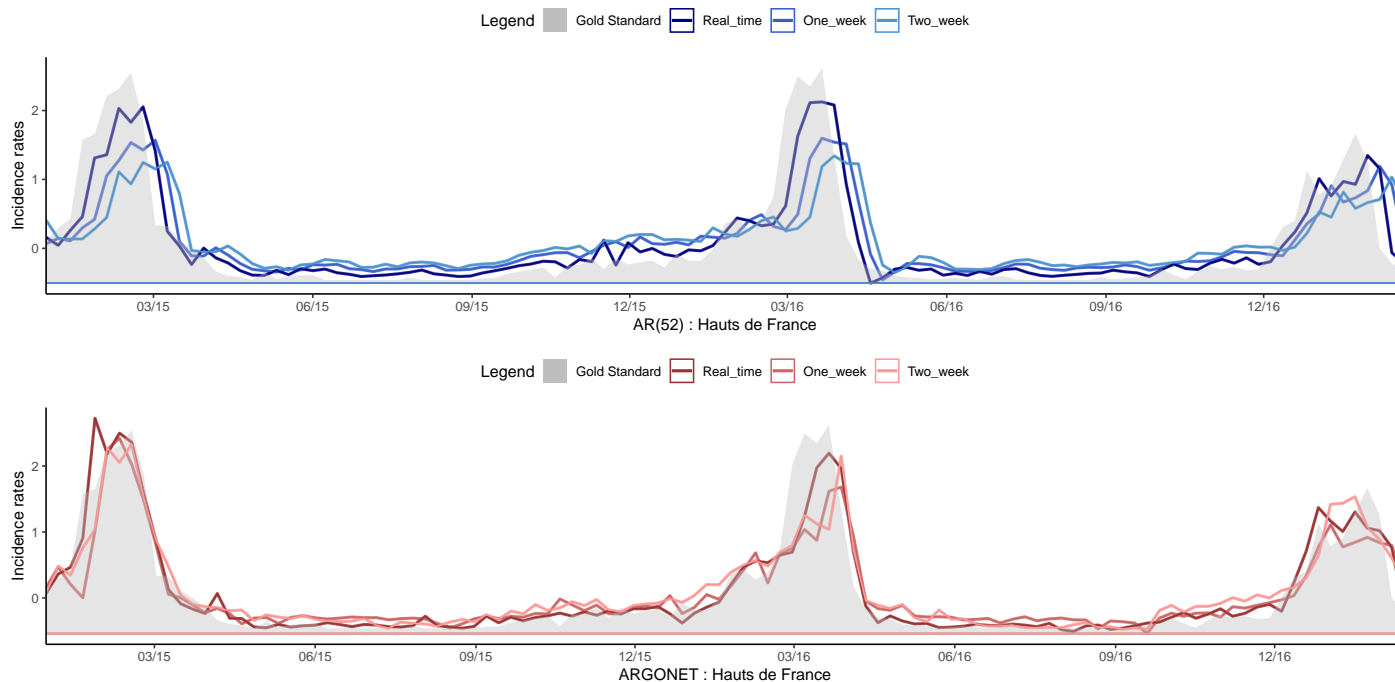 Legend Gold Standard Real_time One_week Two_week
Incidence rates
2
1
0
03/15 06/15 09/15 12/15 03/16 06/16 09/16 12/16
AR(52) : Hauts de France
Legend Gold Standard Real_time One_week Two_week
Incidence rates
2
1
0
03/15 06/15 09/15 12/15 03/16 06/16 09/16 12/16
ARGONET : Hauts de France